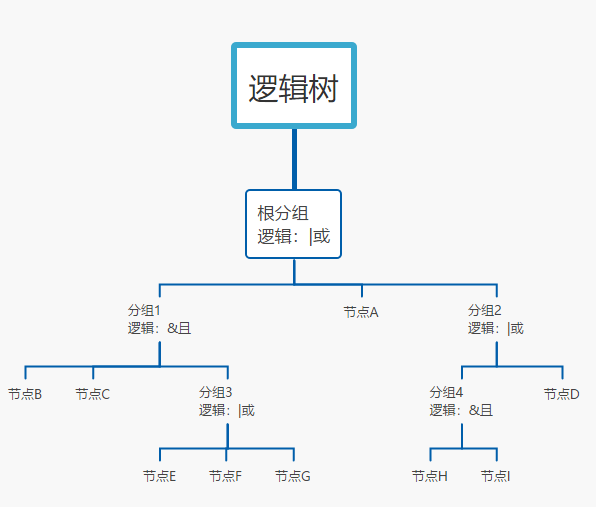 逻辑树
根分组
逻辑：|或
分组1
逻辑：&且
节点A
分组2
逻辑：|或
节点B
节点C
分组3
逻辑：|或
分组4
逻辑：&且
节点D
节点E
节点F
节点G
节点H
节点I